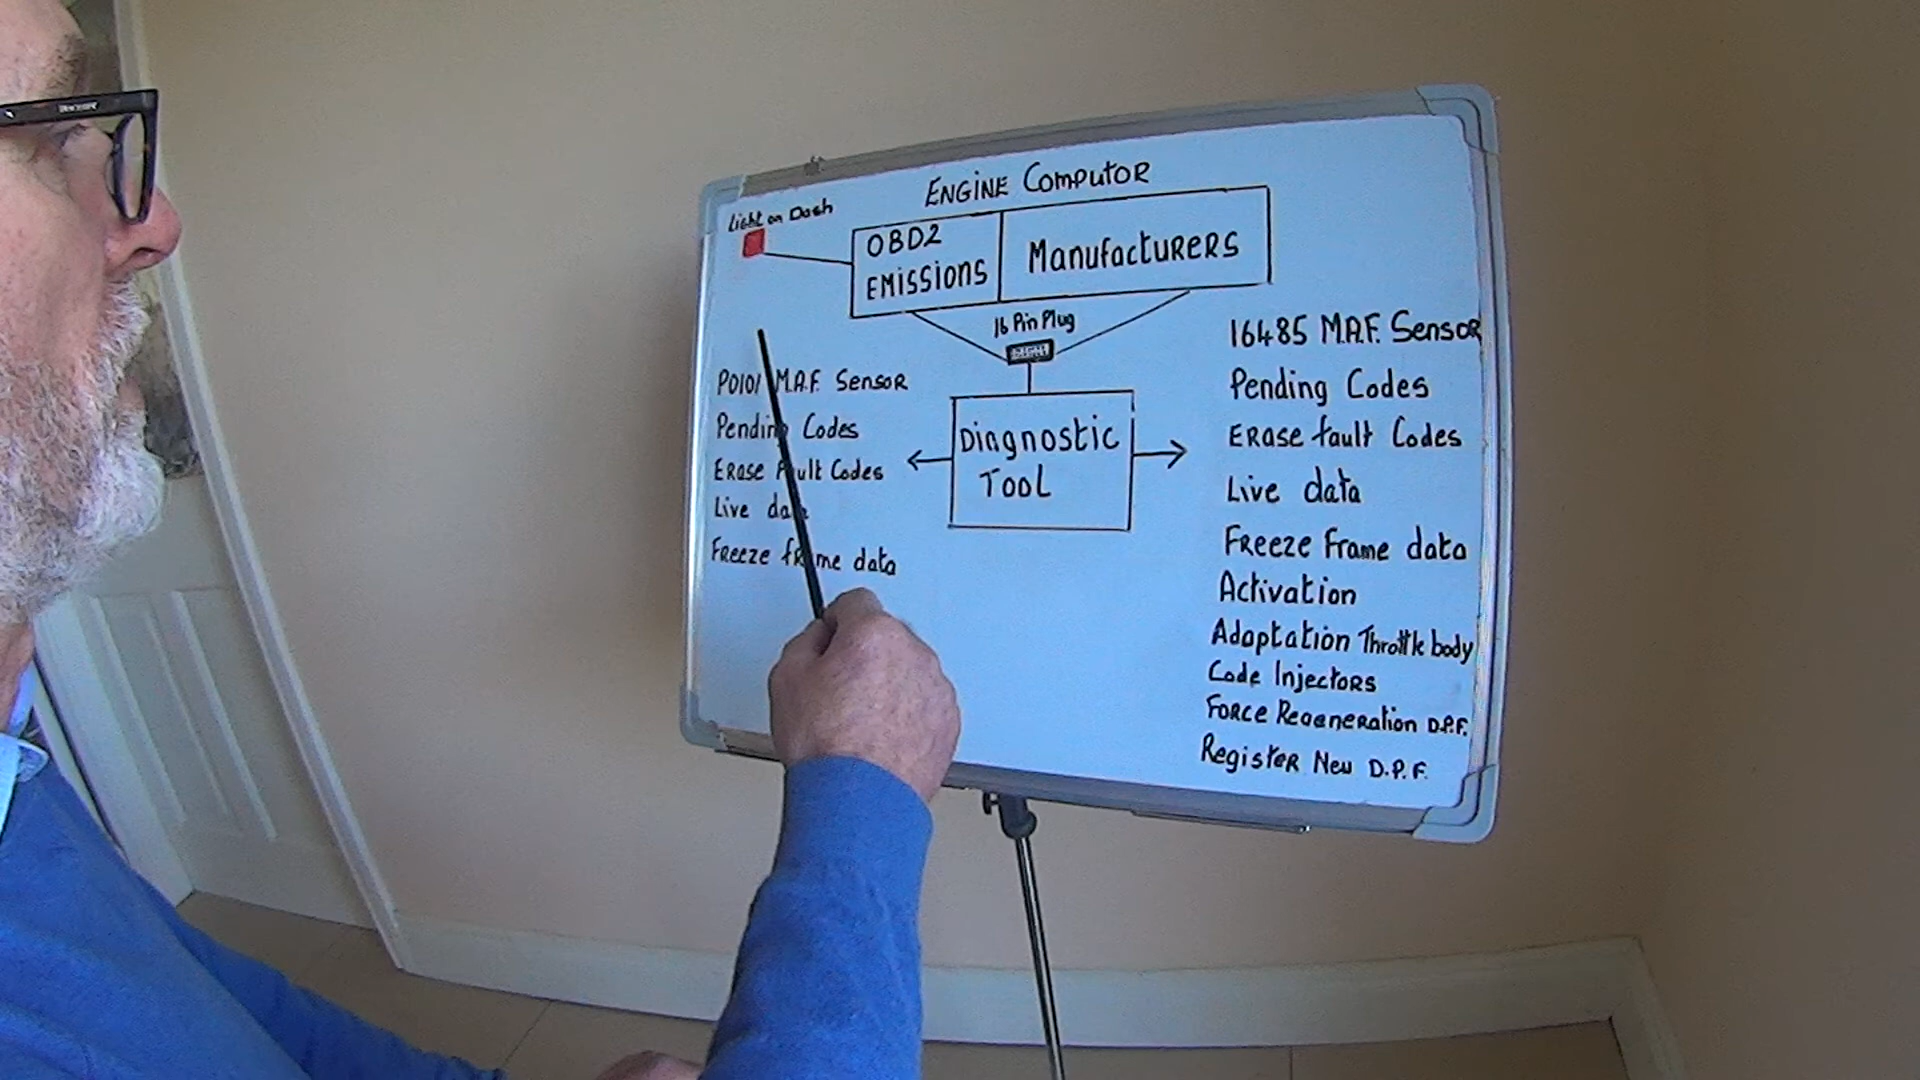 ENGINE COMPUTOR
Light on Dash
OBD2
EMISSIONS
MANUFACTURERS
16 Pin Plug
P0101 M.A.F. Sensor
Pending Codes
Erase Fault Codes
Live data
Freeze frame data
Diagnostic
Tool
16485 M.A.F. Sensor
Pending Codes
Erase fault Codes
Live data
Freeze Frame data
Activation
Adaptation Throttle body
Code Injectors
Force Regeneration D.P.F.
Register New D.P.F.